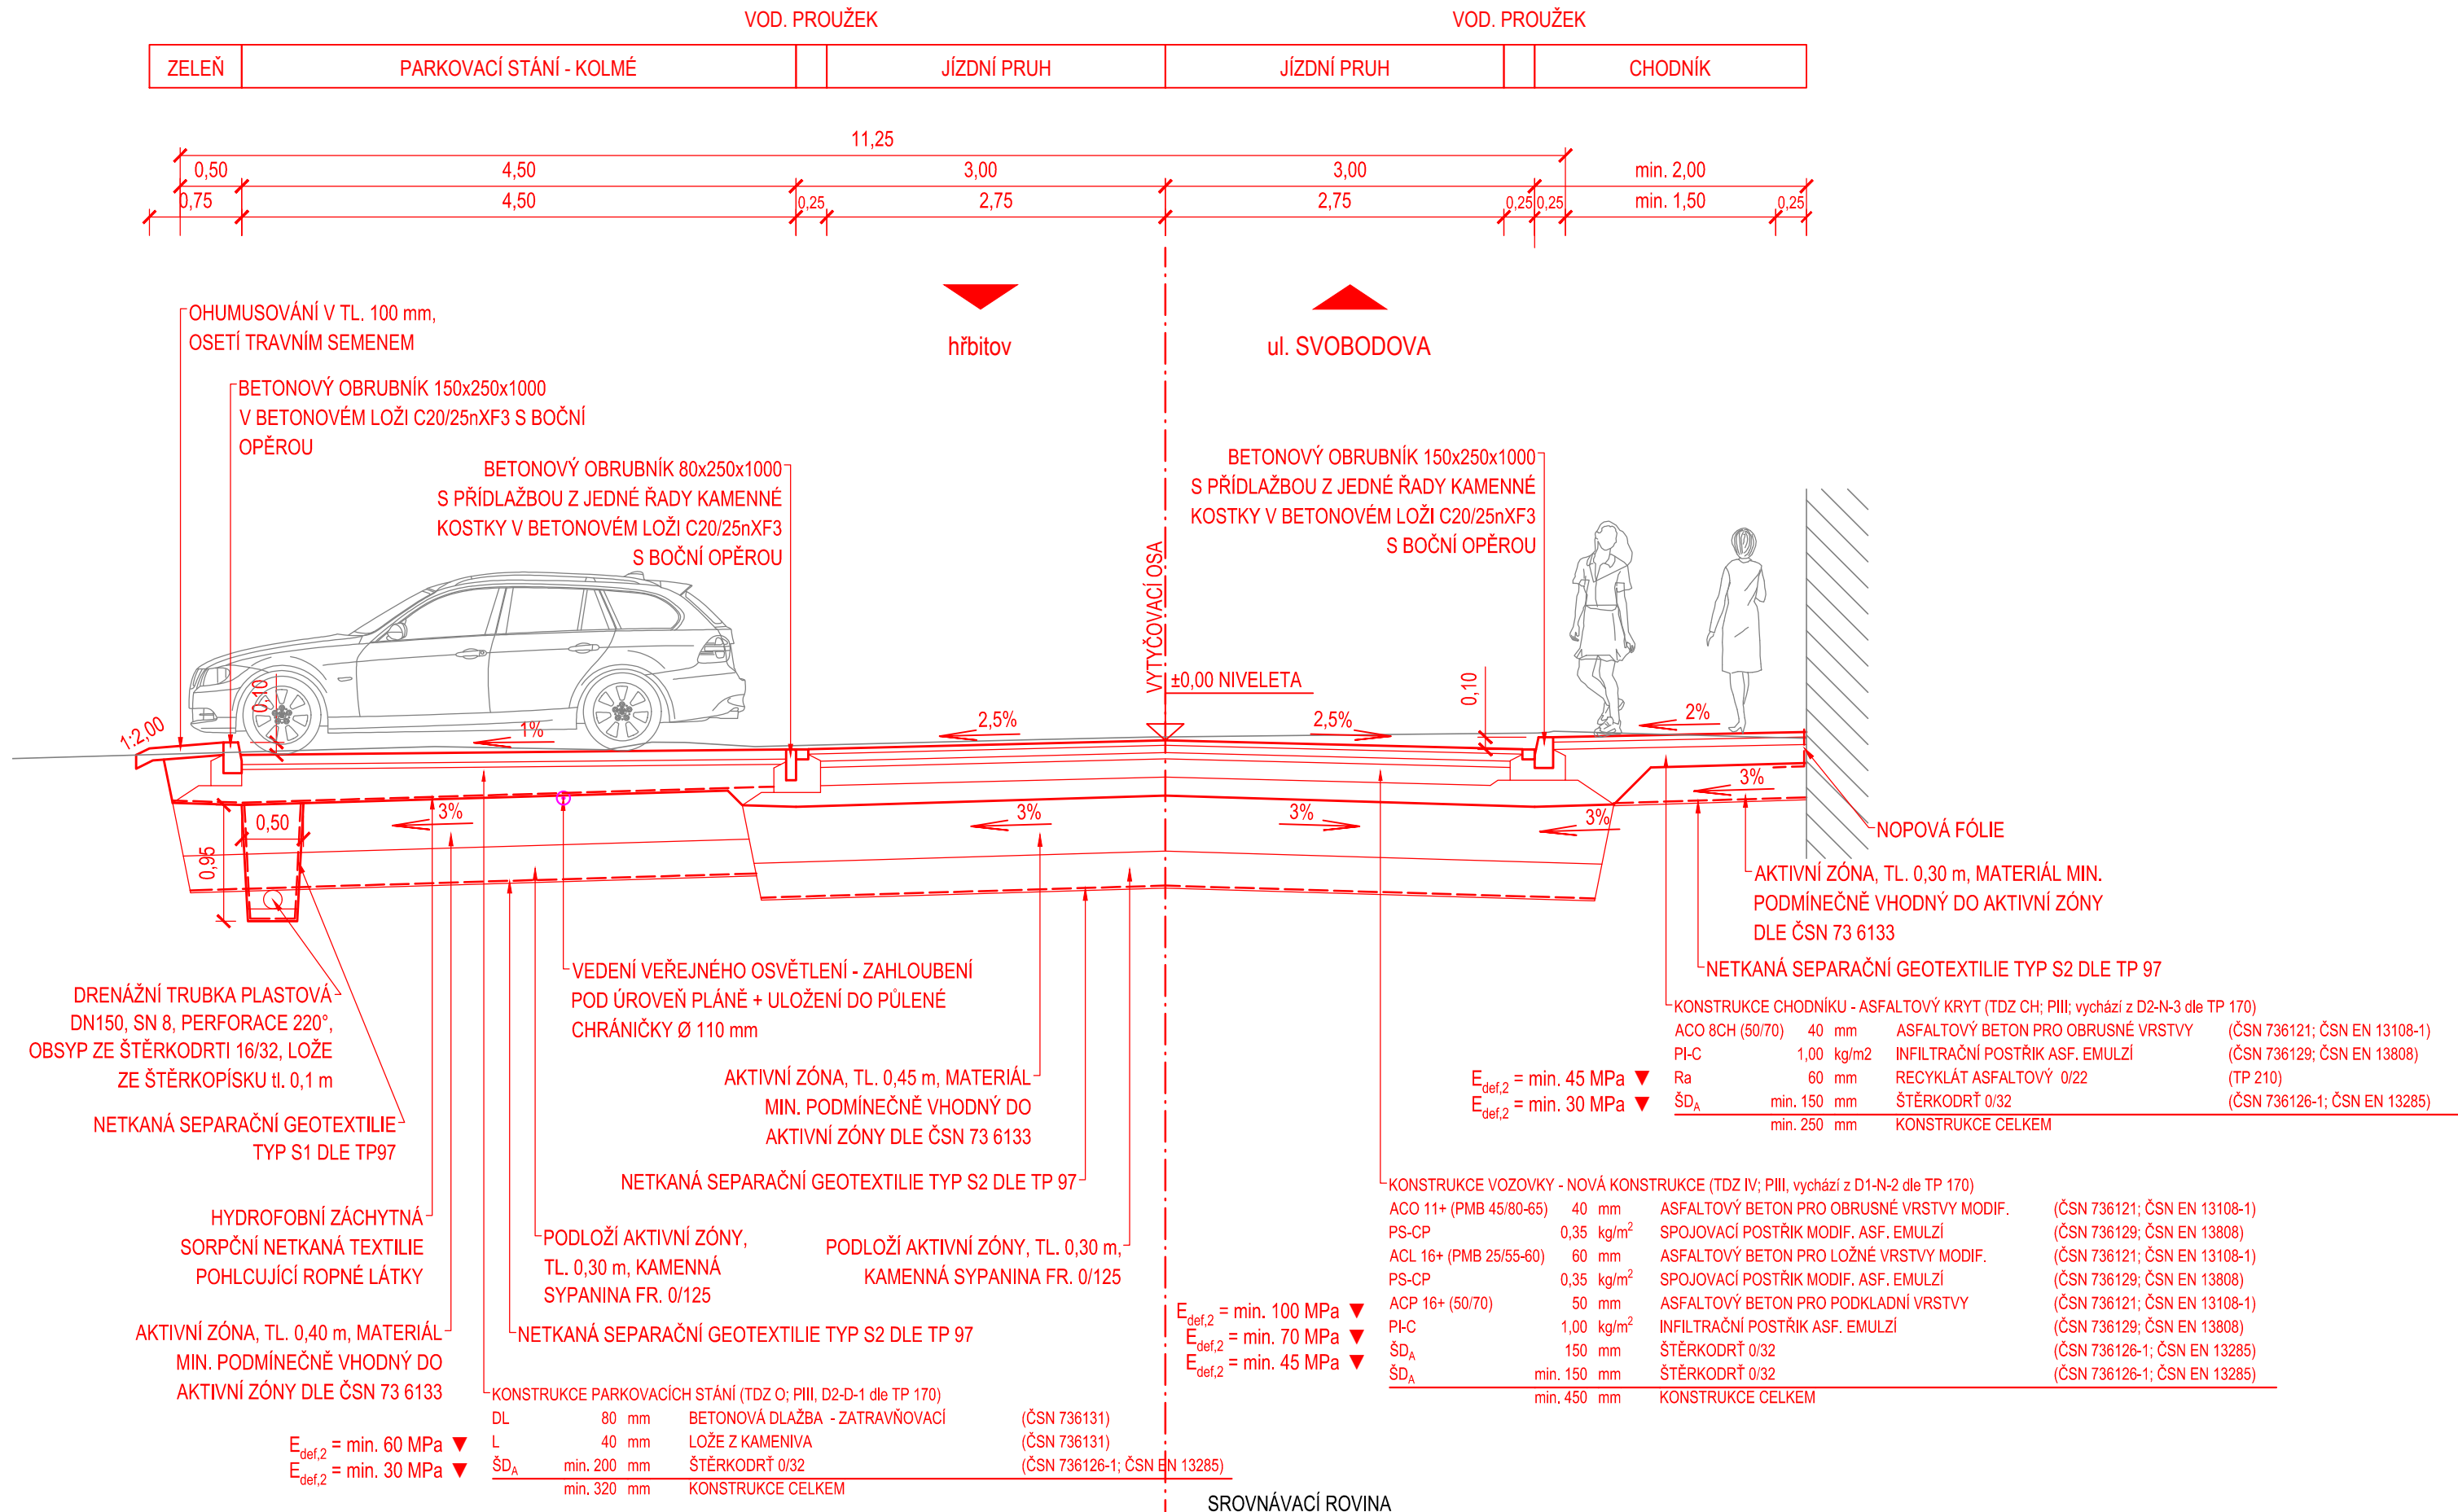 VOD. PROUŽEK
VOD. PROUŽEK
ZELEŇ
PARKOVACÍ STÁNÍ - KOLMÉ
JÍZDNÍ PRUH
JÍZDNÍ PRUH
CHODNÍK
11,25
0,50
4,50
3,00
3,00
min. 2,00
0,75
4,50
0,25
2,75
2,75
0,25
0,25
min. 1,50
0,25
OHUMUSOVÁNÍ V TL. 100 mm,
OSETÍ TRAVNÍM SEMENEM
hřbitov
ul. SVOBODOVA
BETONOVÝ OBRUBNÍK 150x250x1000
V BETONOVÉM LOŽI C20/25nXF3 S BOČNÍ
OPĚROU
BETONOVÝ OBRUBNÍK 80x250x1000
S PŘÍDLAŽBOU Z JEDNÉ ŘADY KAMENNÉ
KOSTKY V BETONOVÉM LOŽI C20/25nXF3
S BOČNÍ OPĚROU
BETONOVÝ OBRUBNÍK 150x250x1000
S PŘÍDLAŽBOU Z JEDNÉ ŘADY KAMENNÉ
KOSTKY V BETONOVÉM LOŽI C20/25nXF3
S BOČNÍ OPĚROU
VYTYČOVACÍ OSA
±0,00 NIVELETA
0,10
0,10
1:2,00
1%
2,5%
2,5%
2%
3%
3%
3%
3%
3%
0,50
0,95
NOPOVÁ FÓLIE
AKTIVNÍ ZÓNA, TL. 0,30 m, MATERIÁL MIN.
PODMÍNEČNĚ VHODNÝ DO AKTIVNÍ ZÓNY
DLE ČSN 73 6133
NETKANÁ SEPARAČNÍ GEOTEXTILIE TYP S2 DLE TP 97
VEDENÍ VEŘEJNÉHO OSVĚTLENÍ - ZAHLOUBENÍ
POD ÚROVEŇ PLÁNĚ + ULOŽENÍ DO PŮLENÉ
CHRÁNIČKY Ø 110 mm
DRENÁŽNÍ TRUBKA PLASTOVÁ
DN150, SN 8, PERFORACE 220°,
OBSYP ZE ŠTĚRKODRTI 16/32, LOŽE
ZE ŠTĚRKOPÍSKU tl. 0,1 m
NETKANÁ SEPARAČNÍ GEOTEXTILIE
TYP S1 DLE TP97
HYDROFOBNÍ ZÁCHYTNÁ
SORPČNÍ NETKANÁ TEXTILIE
POHLCUJÍCÍ ROPNÉ LÁTKY
AKTIVNÍ ZÓNA, TL. 0,40 m, MATERIÁL
MIN. PODMÍNEČNĚ VHODNÝ DO
AKTIVNÍ ZÓNY DLE ČSN 73 6133
AKTIVNÍ ZÓNA, TL. 0,45 m, MATERIÁL
MIN. PODMÍNEČNĚ VHODNÝ DO
AKTIVNÍ ZÓNY DLE ČSN 73 6133
NETKANÁ SEPARAČNÍ GEOTEXTILIE TYP S2 DLE TP 97
PODLOŽÍ AKTIVNÍ ZÓNY,
TL. 0,30 m, KAMENNÁ
SYPANINA FR. 0/125
PODLOŽÍ AKTIVNÍ ZÓNY, TL. 0,30 m,
KAMENNÁ SYPANINA FR. 0/125
NETKANÁ SEPARAČNÍ GEOTEXTILIE TYP S2 DLE TP 97
KONSTRUKCE CHODNÍKU - ASFALTOVÝ KRYT (TDZ CH; PIII; vychází z D2-N-3 dle TP 170)
ACO 8CH (50/70) 40 mm ASFALTOVÝ BETON PRO OBRUSNÉ VRSTVY (ČSN 736121; ČSN EN 13108-1)
PI-C 1,00 kg/m2 INFILTRAČNÍ POSTŘIK ASF. EMULZÍ (ČSN 736129; ČSN EN 13808)
Edef,2 = min. 45 MPa ▼ Ra 60 mm RECYKLÁT ASFALTOVÝ 0/22 (TP 210)
Edef,2 = min. 30 MPa ▼ ŠDA min. 150 mm ŠTĚRKODRŤ 0/32 (ČSN 736126-1; ČSN EN 13285)
min. 250 mm KONSTRUKCE CELKEM
KONSTRUKCE VOZOVKY - NOVÁ KONSTRUKCE (TDZ IV; PIII, vychází z D1-N-2 dle TP 170)
ACO 11+ (PMB 45/80-65) 40 mm ASFALTOVÝ BETON PRO OBRUSNÉ VRSTVY MODIF. (ČSN 736121; ČSN EN 13108-1)
PS-CP 0,35 kg/m² SPOJOVACÍ POSTŘIK MODIF. ASF. EMULZÍ (ČSN 736129; ČSN EN 13808)
ACL 16+ (PMB 25/55-60) 60 mm ASFALTOVÝ BETON PRO LOŽNÉ VRSTVY MODIF. (ČSN 736121; ČSN EN 13108-1)
PS-CP 0,35 kg/m² SPOJOVACÍ POSTŘIK MODIF. ASF. EMULZÍ (ČSN 736129; ČSN EN 13808)
ACP 16+ (50/70) 50 mm ASFALTOVÝ BETON PRO PODKLADNÍ VRSTVY (ČSN 736121; ČSN EN 13108-1)
Edef,2 = min. 100 MPa ▼ PI-C 1,00 kg/m² INFILTRAČNÍ POSTŘIK ASF. EMULZÍ (ČSN 736129; ČSN EN 13808)
Edef,2 = min. 70 MPa ▼ ŠDA 150 mm ŠTĚRKODRŤ 0/32 (ČSN 736126-1; ČSN EN 13285)
Edef,2 = min. 45 MPa ▼ ŠDA min. 150 mm ŠTĚRKODRŤ 0/32 (ČSN 736126-1; ČSN EN 13285)
min. 450 mm KONSTRUKCE CELKEM
KONSTRUKCE PARKOVACÍCH STÁNÍ (TDZ O; PIII, D2-D-1 dle TP 170)
DL 80 mm BETONOVÁ DLAŽBA - ZATRAVŇOVACÍ (ČSN 736131)
Edef,2 = min. 60 MPa ▼ L 40 mm LOŽE Z KAMENIVA (ČSN 736131)
Edef,2 = min. 30 MPa ▼ ŠDA min. 200 mm ŠTĚRKODRŤ 0/32 (ČSN 736126-1; ČSN EN 13285)
min. 320 mm KONSTRUKCE CELKEM
SROVNÁVACÍ ROVINA